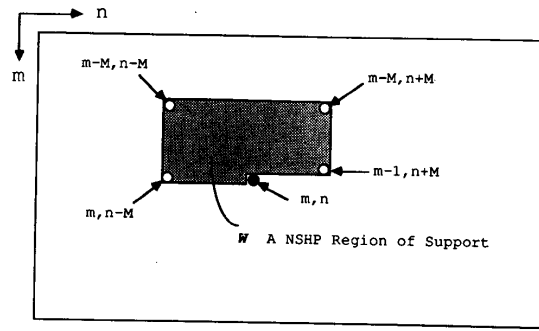 n
m
m-M,n-M
m-M,n+M
m-1,n+M
m,n-M
m,n
W A NSHP Region of Support